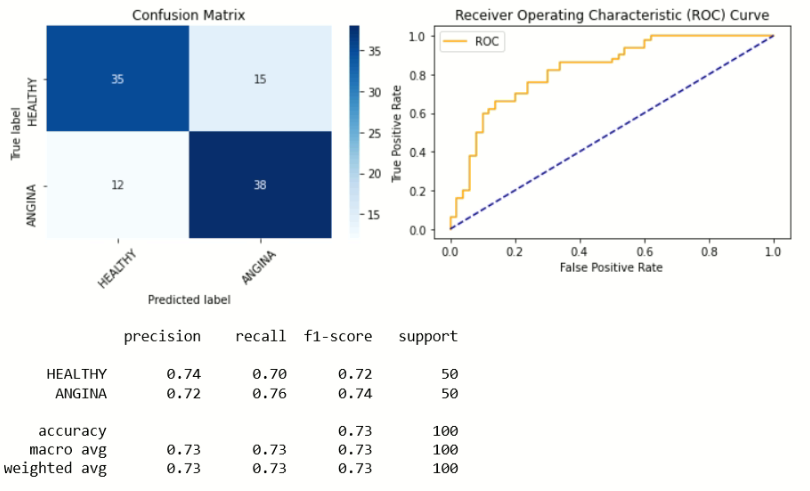 Confusion Matrix
True label
HEALTHY
ANGINA
35 15
12 38
HEALTHY ANGINA
Predicted label
35
30
25
20
15
Receiver Operating Characteristic (ROC) Curve
ROC
True Positive Rate
1.0
0.8
0.6
0.4
0.2
0.0
0.0 0.2 0.4 0.6 0.8 1.0
False Positive Rate
precision recall f1-score support
HEALTHY 0.74 0.70 0.72 50
ANGINA 0.72 0.76 0.74 50
accuracy 0.73 100
macro avg 0.73 0.73 0.73 100
weighted avg 0.73 0.73 0.73 100